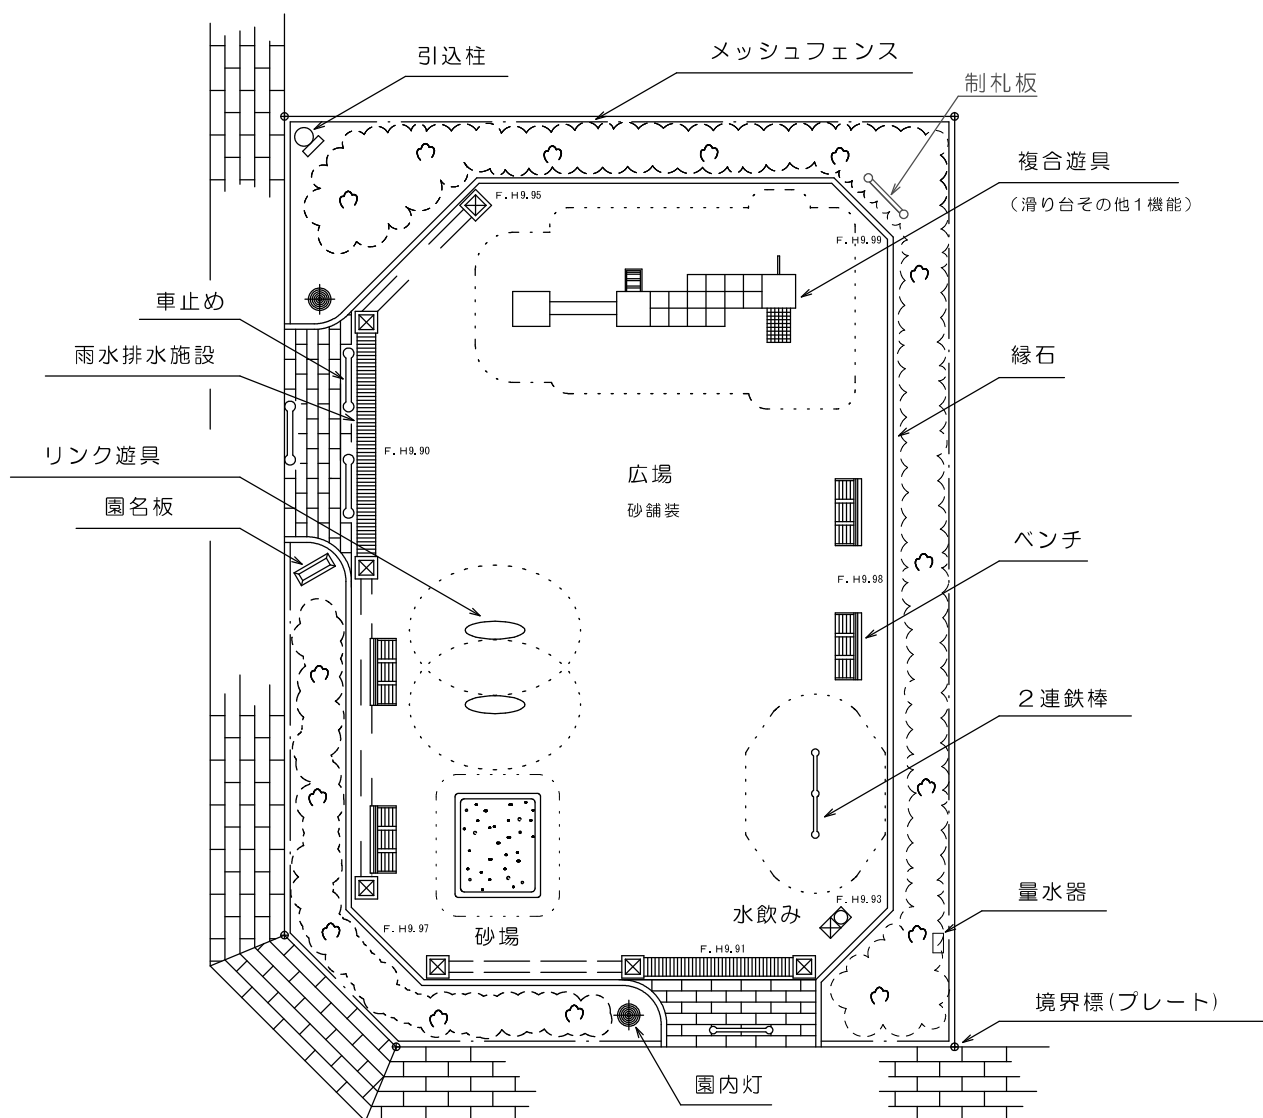 引込柱
メッシュフェンス
制札板
複合遊具
(滑り台その他1機能)
F.H9.95
F.H9.99
車止め
雨水排水施設
縁石
リンク遊具
F.H9.90
広場
砂舗装
園名板
ベンチ
F.H9.98
2連鉄棒
量水器
F.H9.93
水飲み
F.H9.97
砂場
F.H9.91
境界標(プレート)
園内灯